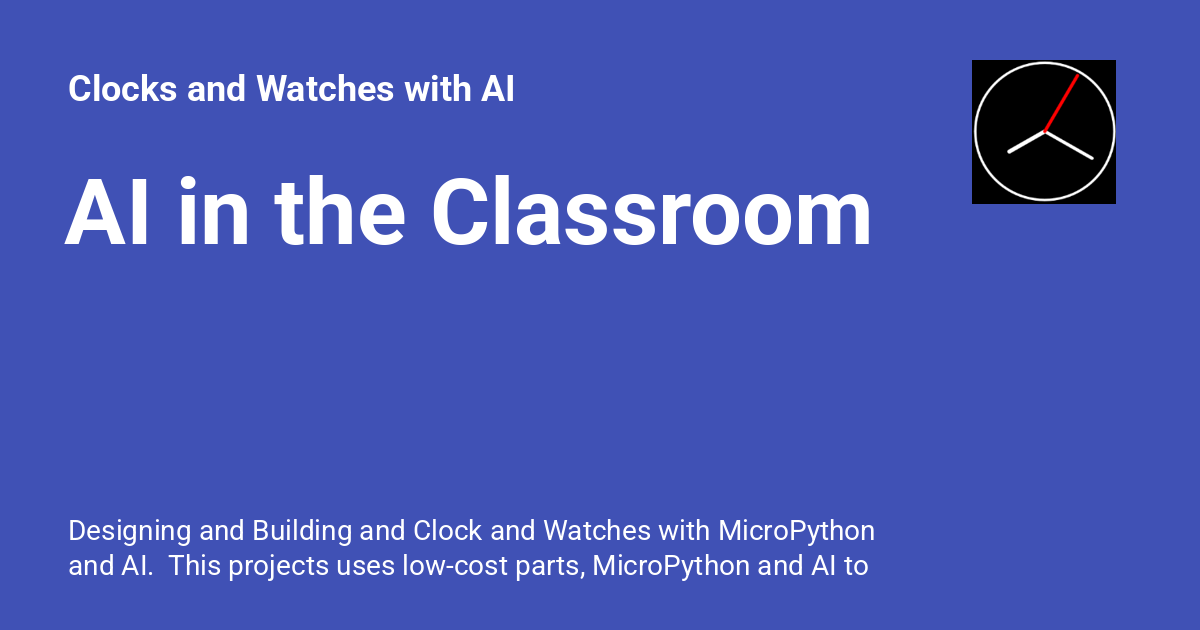 Clocks and Watches with AI
AI in the Classroom
Designing and Building and Clock and Watches with MicroPython
and AI.  This projects uses low-cost parts, MicroPython and AI to